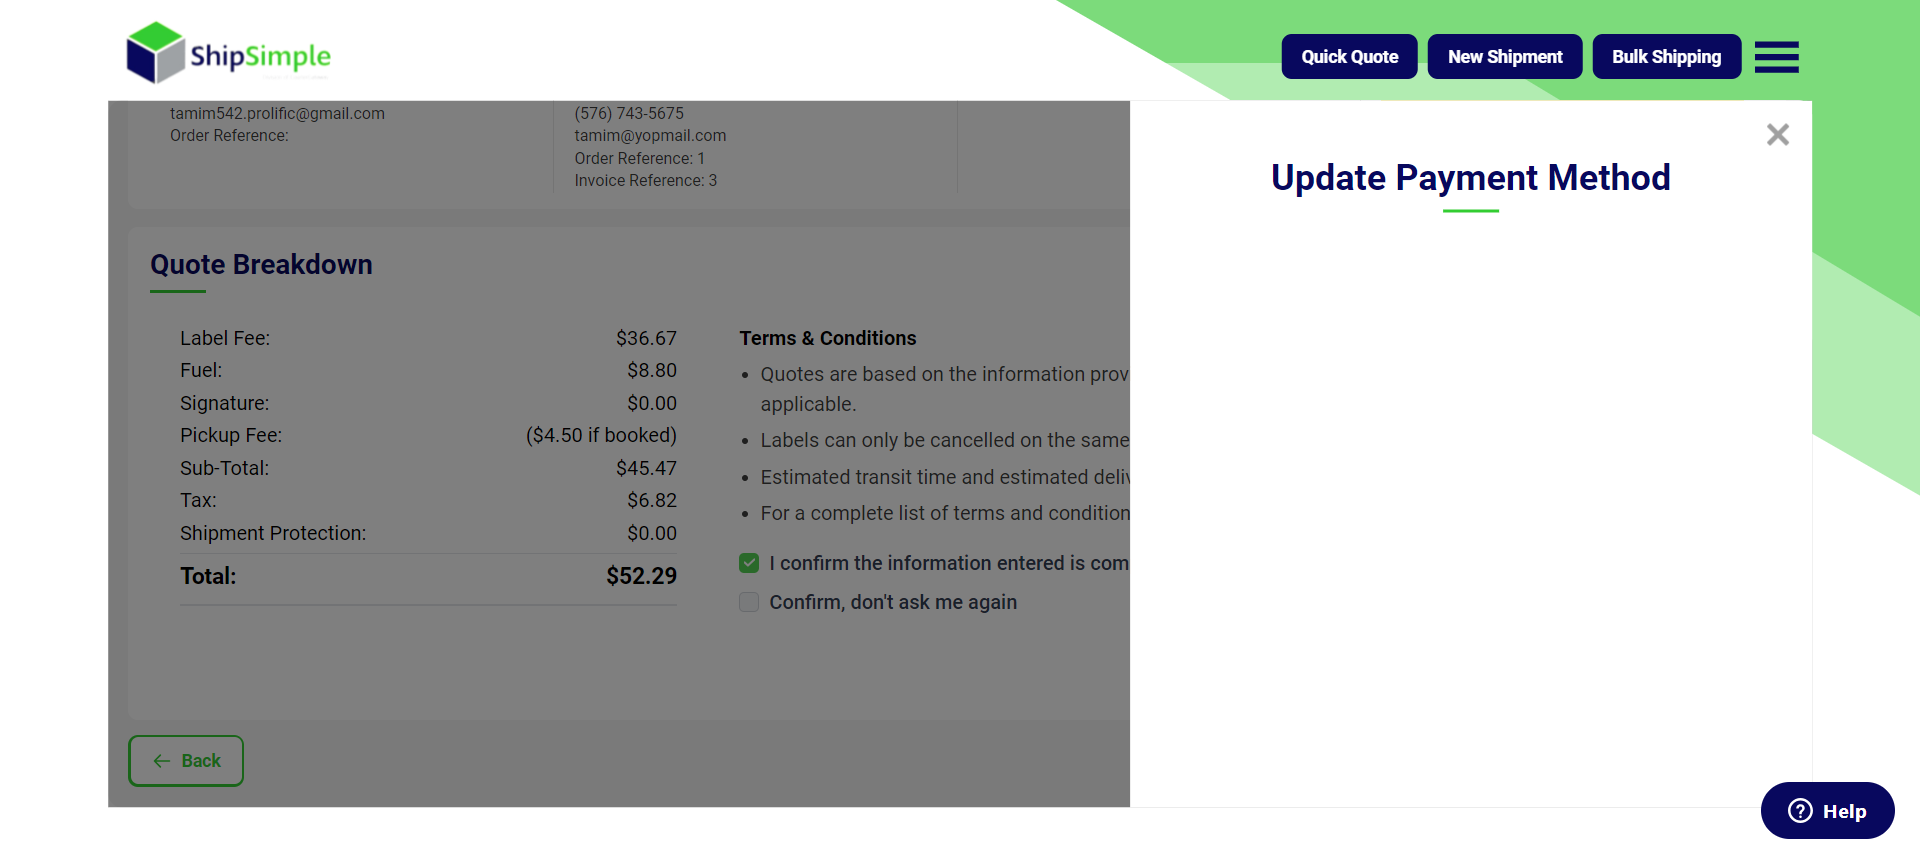 ShipSimple
Quick Quote
New Shipment
Bulk Shipping
tamim542.prolific@gmail.com
Order Reference:
(576) 743-5675
tamim@yopmail.com
Order Reference: 1
Invoice Reference: 3
Quote Breakdown
Label Fee: $36.67
Fuel: $8.80
Signature: $0.00
Pickup Fee: ($4.50 if booked)
Sub-Total: $45.47
Tax: $6.82
Shipment Protection: $0.00
Total: $52.29
Terms & Conditions
• Quotes are based on the information prov
applicable.
• Labels can only be cancelled on the same
• Estimated transit time and estimated deliv
• For a complete list of terms and condition
I confirm the information entered is com
Confirm, don't ask me again
Back
Update Payment Method
Help